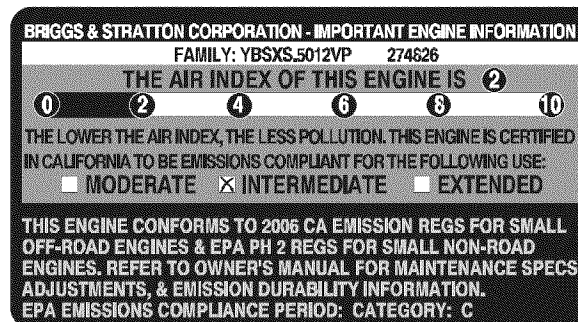 BRIGGS & STRATTON CORPORATION - IMPORTANT ENGINE INFORMATION
FAMILY: YBSXS.5012VP 274826
THE AIR INDEX OF THIS ENGINE IS 2
0 2 4 6 8 10
THE LOWER THE AIR INDEX, THE LESS POLLUTION. THIS ENGINE IS CERTIFIED
IN CALIFORNIA TO BE EMISSIONS COMPLIANT FOR THE FOLLOWING USE:
MODERATE INTERMEDIATE EXTENDED
THIS ENGINE CONFORMS TO 2006 CA EMISSION REGS FOR SMALL
OFF-ROAD ENGINES & EPA PH 2 REGS FOR SMALL NON-ROAD
ENGINES. REFER TO OWNER'S MANUAL FOR MAINTENANCE SPECS
ADJUSTMENTS, & EMISSION DURABILITY INFORMATION.
EPA EMISSIONS COMPLIANCE PERIOD: CATEGORY: C